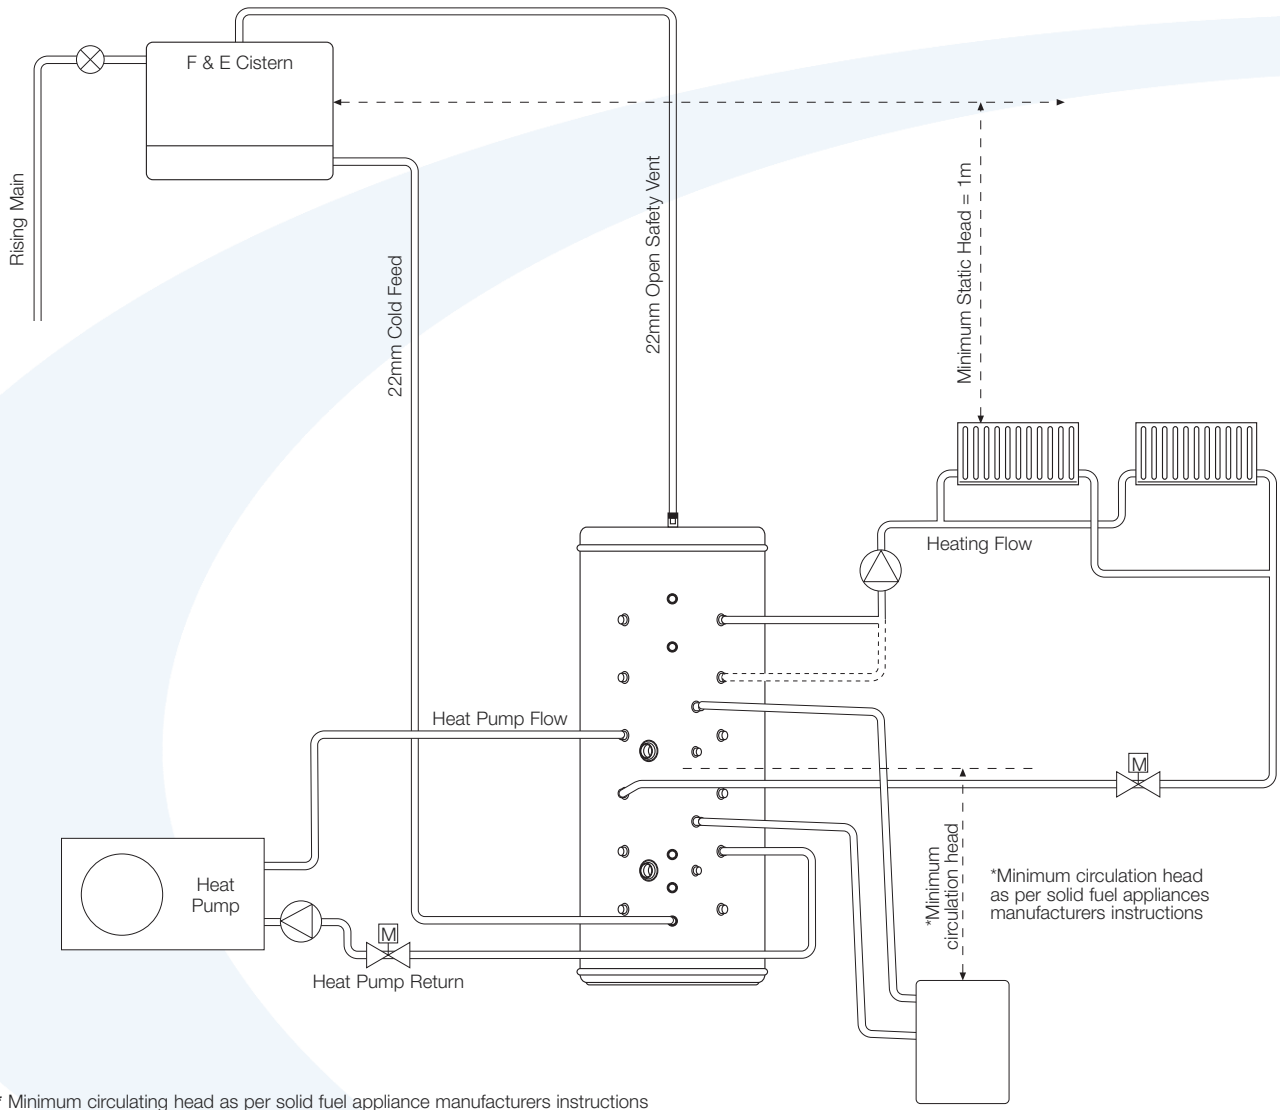 F & E Cistern
Rising Main
22mm Cold Feed
22mm Open Safety Vent
Minimum Static Head = 1m
Heating Flow
Heat Pump Flow
M
Heat
Pump
M
Heat Pump Return
*Minimum
circulation head
*Minimum circulation head
as per solid fuel appliances
manufacturers instructions
* Minimum circulating head as per solid fuel appliance manufacturers instructions